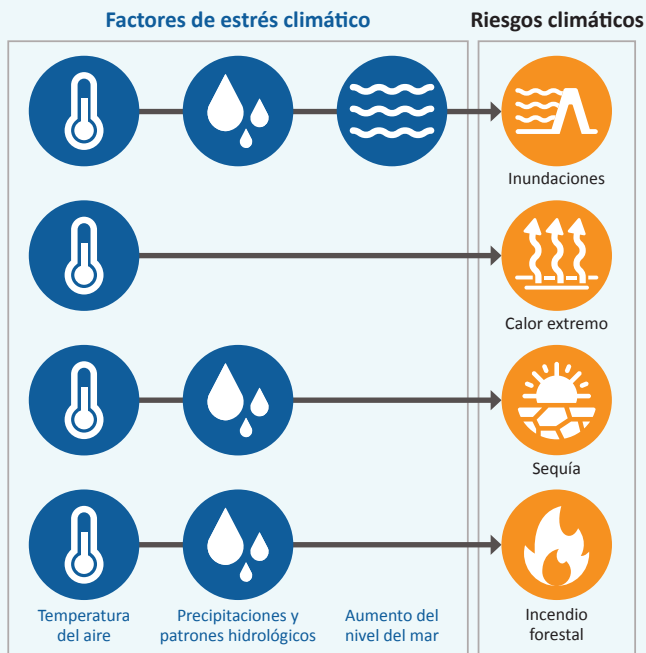 Factores de estrés climático
Riesgos climáticos
Inundaciones
Calor extremo
Sequía
Temperatura
del aire
Precipitaciones y
patrones hidrológicos
Aumento del
nivel del mar
Incendio
forestal